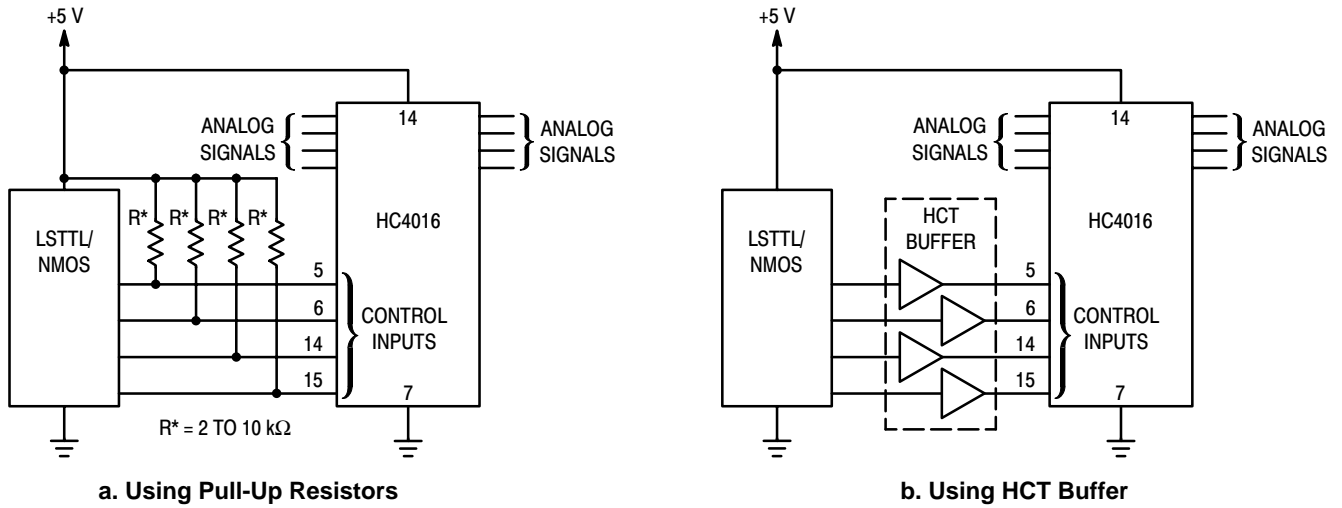 +5 V
14
ANALOG
SIGNALS
ANALOG
SIGNALS
R* R* R* R*
LSTTL/
NMOS
HC4016
5
6
14
15
CONTROL
INPUTS
7
R* = 2 TO 10 kΩ
a. Using Pull-Up Resistors
+5 V
14
ANALOG
SIGNALS
ANALOG
SIGNALS
LSTTL/
NMOS
HCT
BUFFER
HC4016
5
6
14
15
CONTROL
INPUTS
7
b. Using HCT Buffer